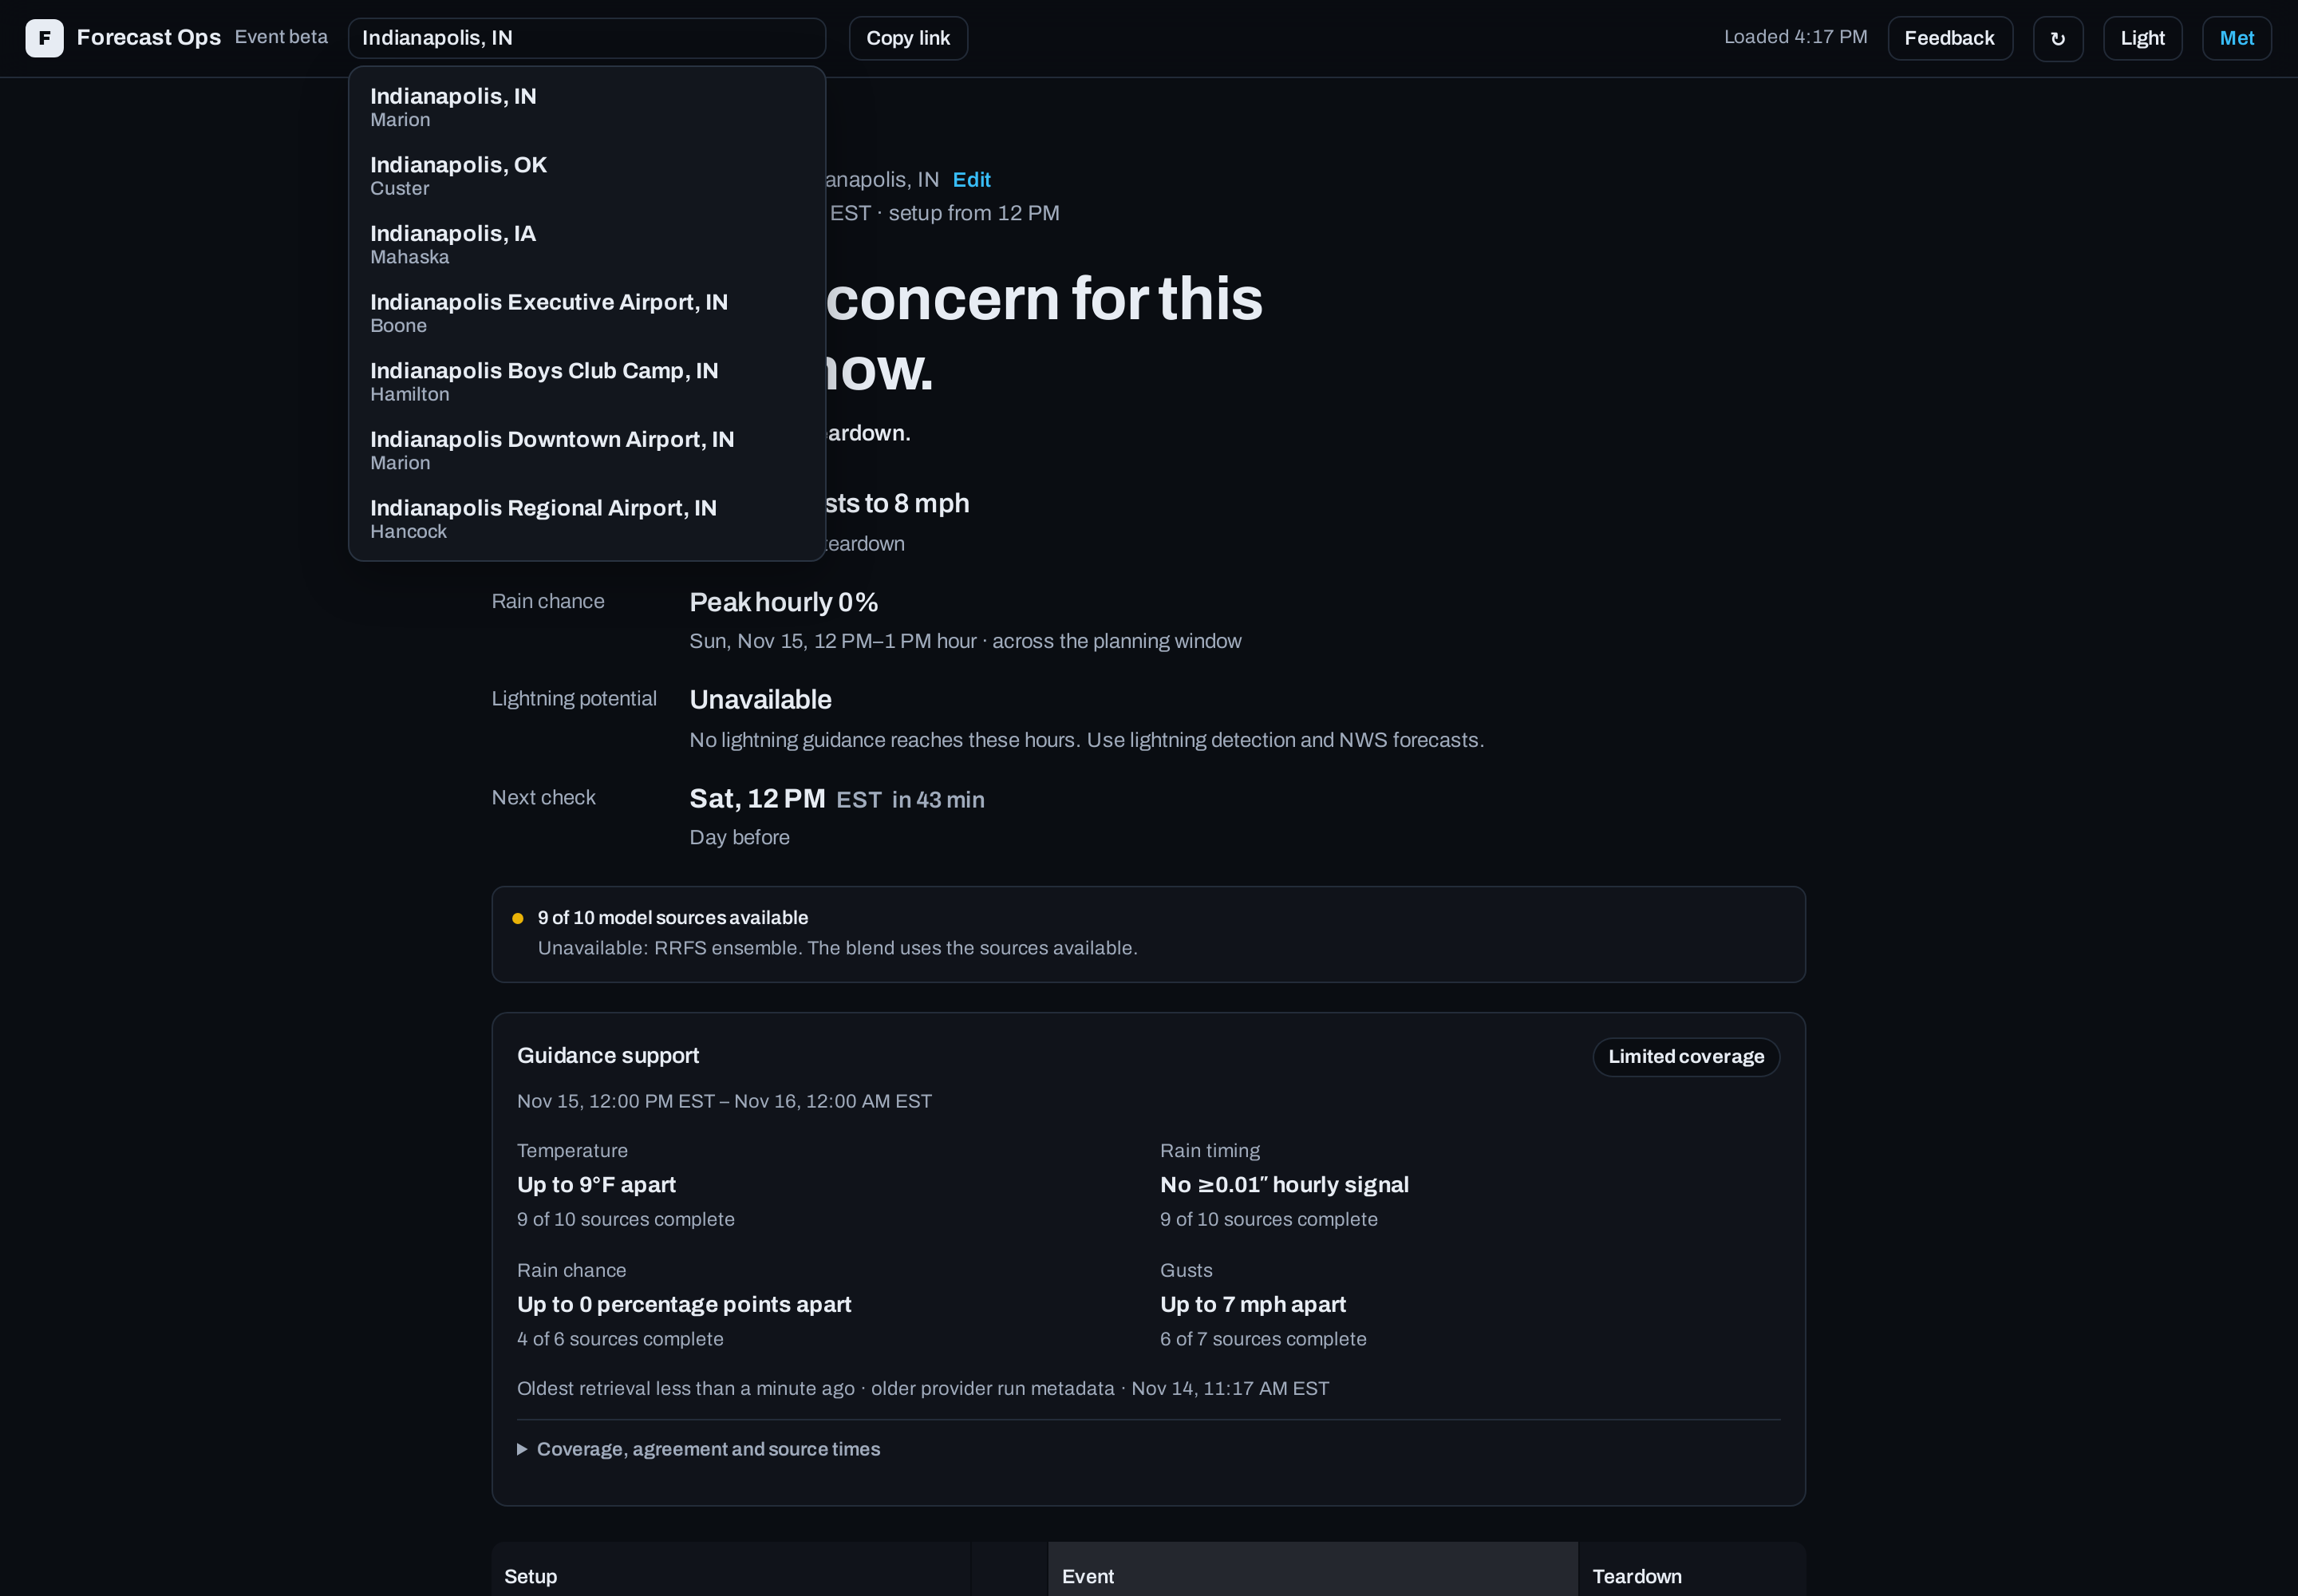 F Forecast Ops Event beta Indianapolis, IN Copy link Loaded 4:17 PM Feedback ↻ Light Met
Indianapolis, IN
Marion
Indianapolis, OK
Custer
Indianapolis, IA
Mahaska
Indianapolis Executive Airport, IN
Boone
Indianapolis Boys Club Camp, IN
Hamilton
Indianapolis Downtown Airport, IN
Marion
Indianapolis Regional Airport, IN
Hancock
anapolis, IN Edit
EST · setup from 12 PM
concern for this
now.
eardown.
sts to 8 mph
teardown
Rain chance
Peak hourly 0%
Sun, Nov 15, 12 PM–1 PM hour · across the planning window
Lightning potential
Unavailable
No lightning guidance reaches these hours. Use lightning detection and NWS forecasts.
Next check
Sat, 12 PM EST in 43 min
Day before
9 of 10 model sources available
Unavailable: RRFS ensemble. The blend uses the sources available.
Guidance support
Limited coverage
Nov 15, 12:00 PM EST – Nov 16, 12:00 AM EST
Temperature
Up to 9°F apart
9 of 10 sources complete
Rain timing
No ≥0.01″ hourly signal
9 of 10 sources complete
Rain chance
Up to 0 percentage points apart
4 of 6 sources complete
Gusts
Up to 7 mph apart
6 of 7 sources complete
Oldest retrieval less than a minute ago · older provider run metadata · Nov 14, 11:17 AM EST
▶ Coverage, agreement and source times
Setup
Event
Teardown